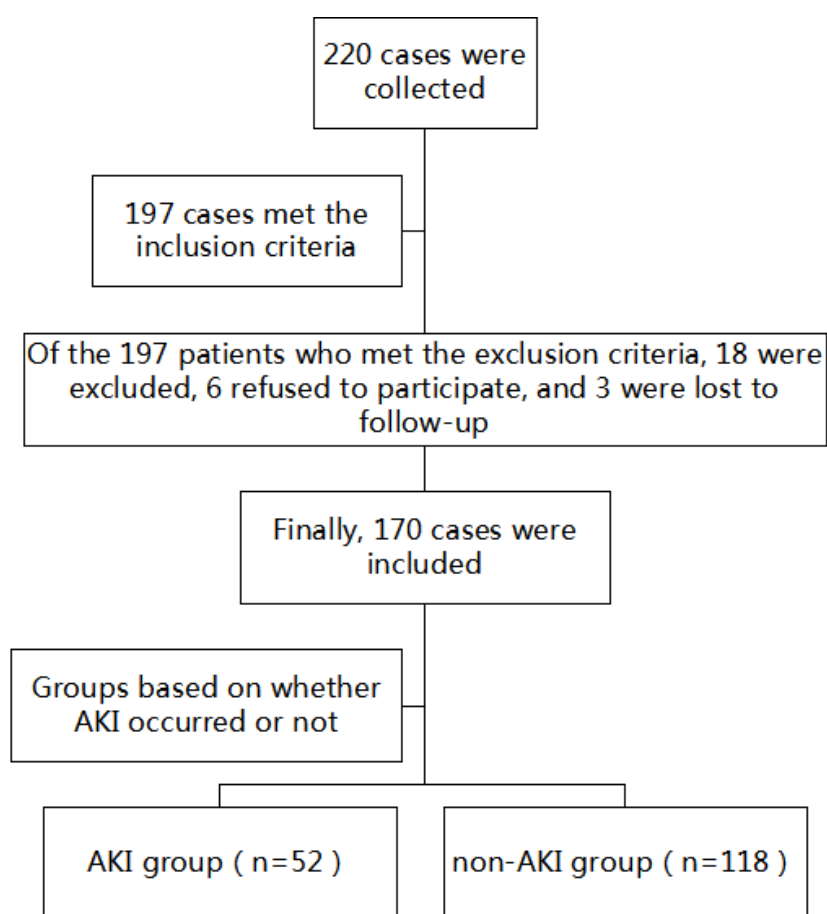 220 cases were
collected
197 cases met the
inclusion criteria
Of the 197 patients who met the exclusion criteria, 18 were
excluded, 6 refused to participate, and 3 were lost to
follow-up
Finally, 170 cases were
included
Groups based on whether
AKI occurred or not
AKI group ( n=52 )
non-AKI group ( n=118 )